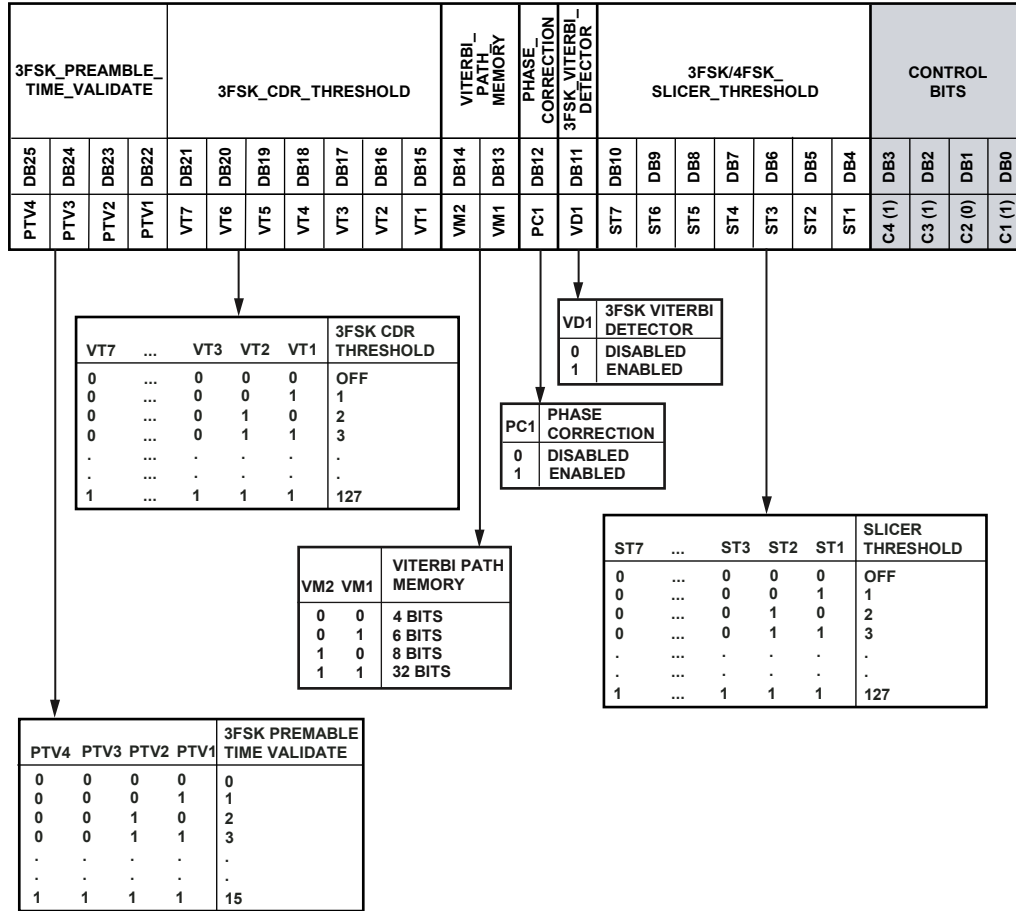 3FSK_PREAMBLE_
TIME_VALIDATE
3FSK_CDR_THRESHOLD
VITERBI_
PATH_
MEMORY
PHASE_
CORRECTION
3FSK_VITERBI_
DETECTOR
3FSK/4FSK_
SLICER_THRESHOLD
CONTROL
BITS
DB25 DB24 DB23 DB22 DB21 DB20 DB19 DB18 DB17 DB16 DB15 DB14 DB13 DB12 DB11 DB10 DB9 DB8 DB7 DB6 DB5 DB4 DB3 DB2 DB1 DB0
PTV4 PTV3 PTV2 PTV1 VT7 VT6 VT5 VT4 VT3 VT2 VT1 VM2 VM1 PC1 VD1 ST7 ST6 ST5 ST4 ST3 ST2 ST1 C4 (1) C3 (1) C2 (0) C1 (1)
VD1 3FSK VITERBI
DETECTOR
0 DISABLED
1 ENABLED
3FSK CDR
VT7 ... VT3 VT2 VT1 THRESHOLD
0 ... 0 0 0 OFF
0 ... 0 0 1 1
0 ... 0 1 0 2
0 ... 0 1 1 3
. ... . . . .
. ... . . . .
1 ... 1 1 1 127
PC1 PHASE
CORRECTION
0 DISABLED
1 ENABLED
SLICER
ST7 ... ST3 ST2 ST1 THRESHOLD
0 ... 0 0 0 OFF
0 ... 0 0 1 1
0 ... 0 1 0 2
0 ... 0 1 1 3
. ... . . . .
. ... . . . .
1 ... 1 1 1 127
VITERBI PATH
VM2 VM1 MEMORY
0 0 4 BITS
0 1 6 BITS
1 0 8 BITS
1 1 32 BITS
3FSK PREMABLE
PTV4 PTV3 PTV2 PTV1 TIME VALIDATE
0 0 0 0 0
0 0 0 1 1
0 0 1 0 2
0 0 1 1 3
. . . . .
. . . . .
1 1 1 1 15